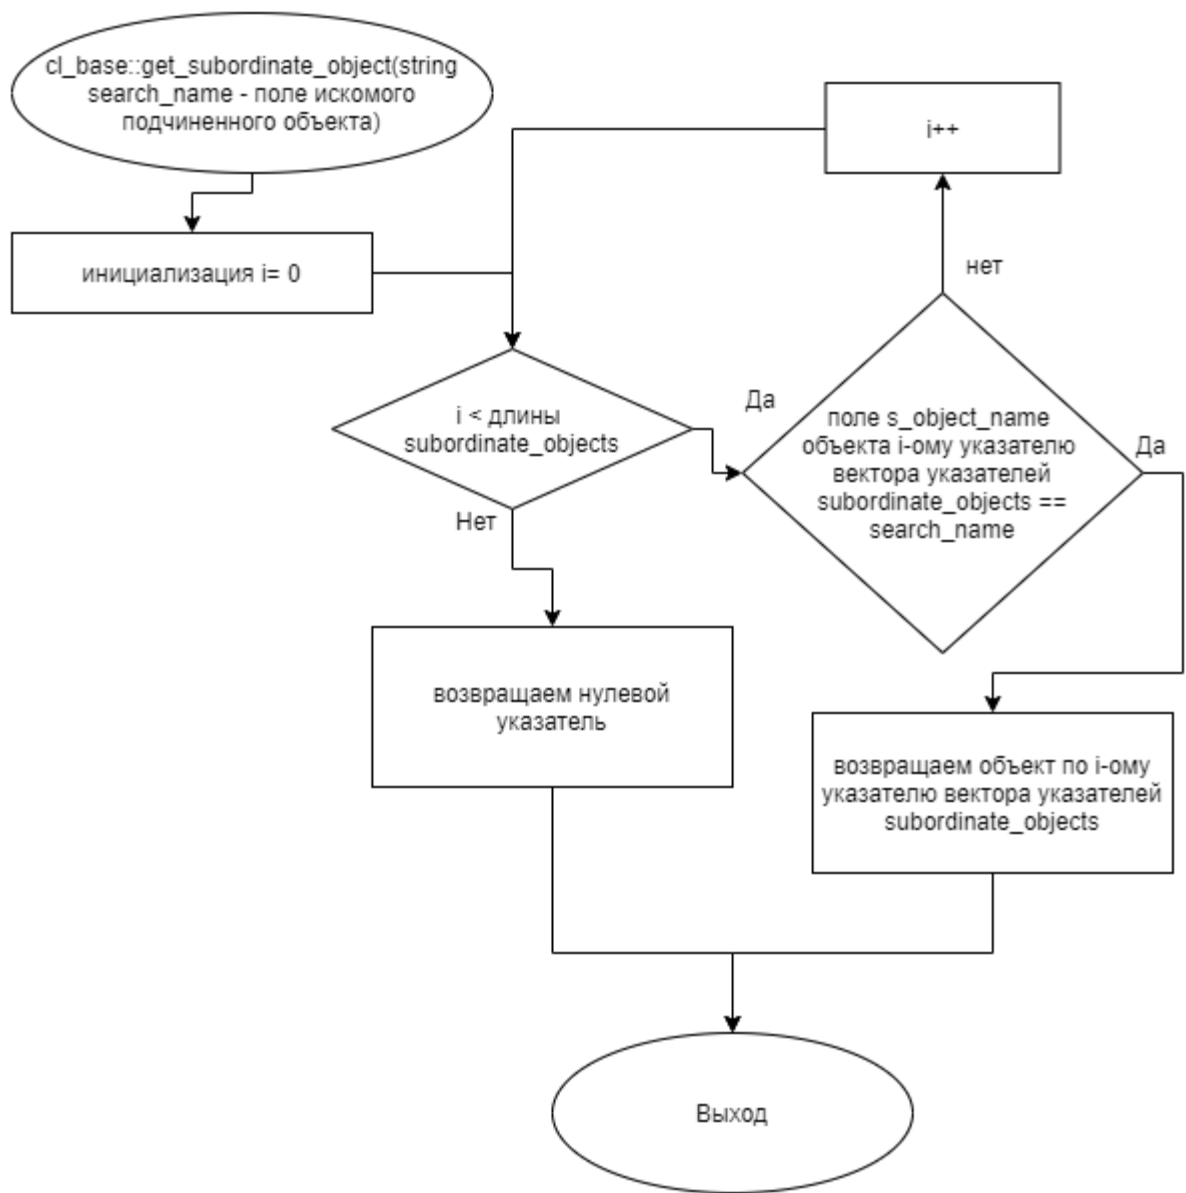 cl_base::get_subordinate_object(string
search_name - поле искомого
подчиненного объекта)
i++
инициализация i= 0
нет
Да
i < длины
subordinate_objects
поле s_object_name
объекта i-ому указателю
вектора указателей
subordinate_objects ==
search_name
Да
Нет
возвращаем нулевой
указатель
возвращаем объект по i-ому
указателю вектора указателей
subordinate_objects
Выход